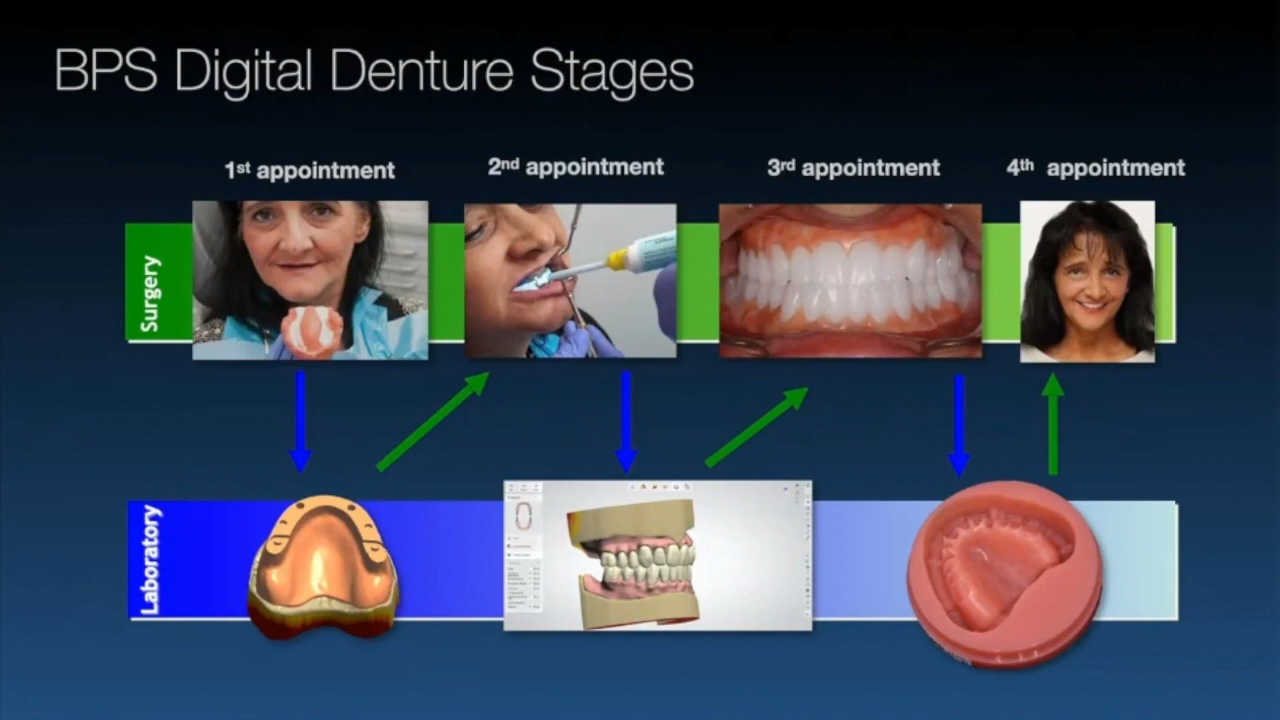 BPS Digital Denture Stages
1st appointment
2nd appointment
3rd appointment
4th appointment
Surgery
Laboratory